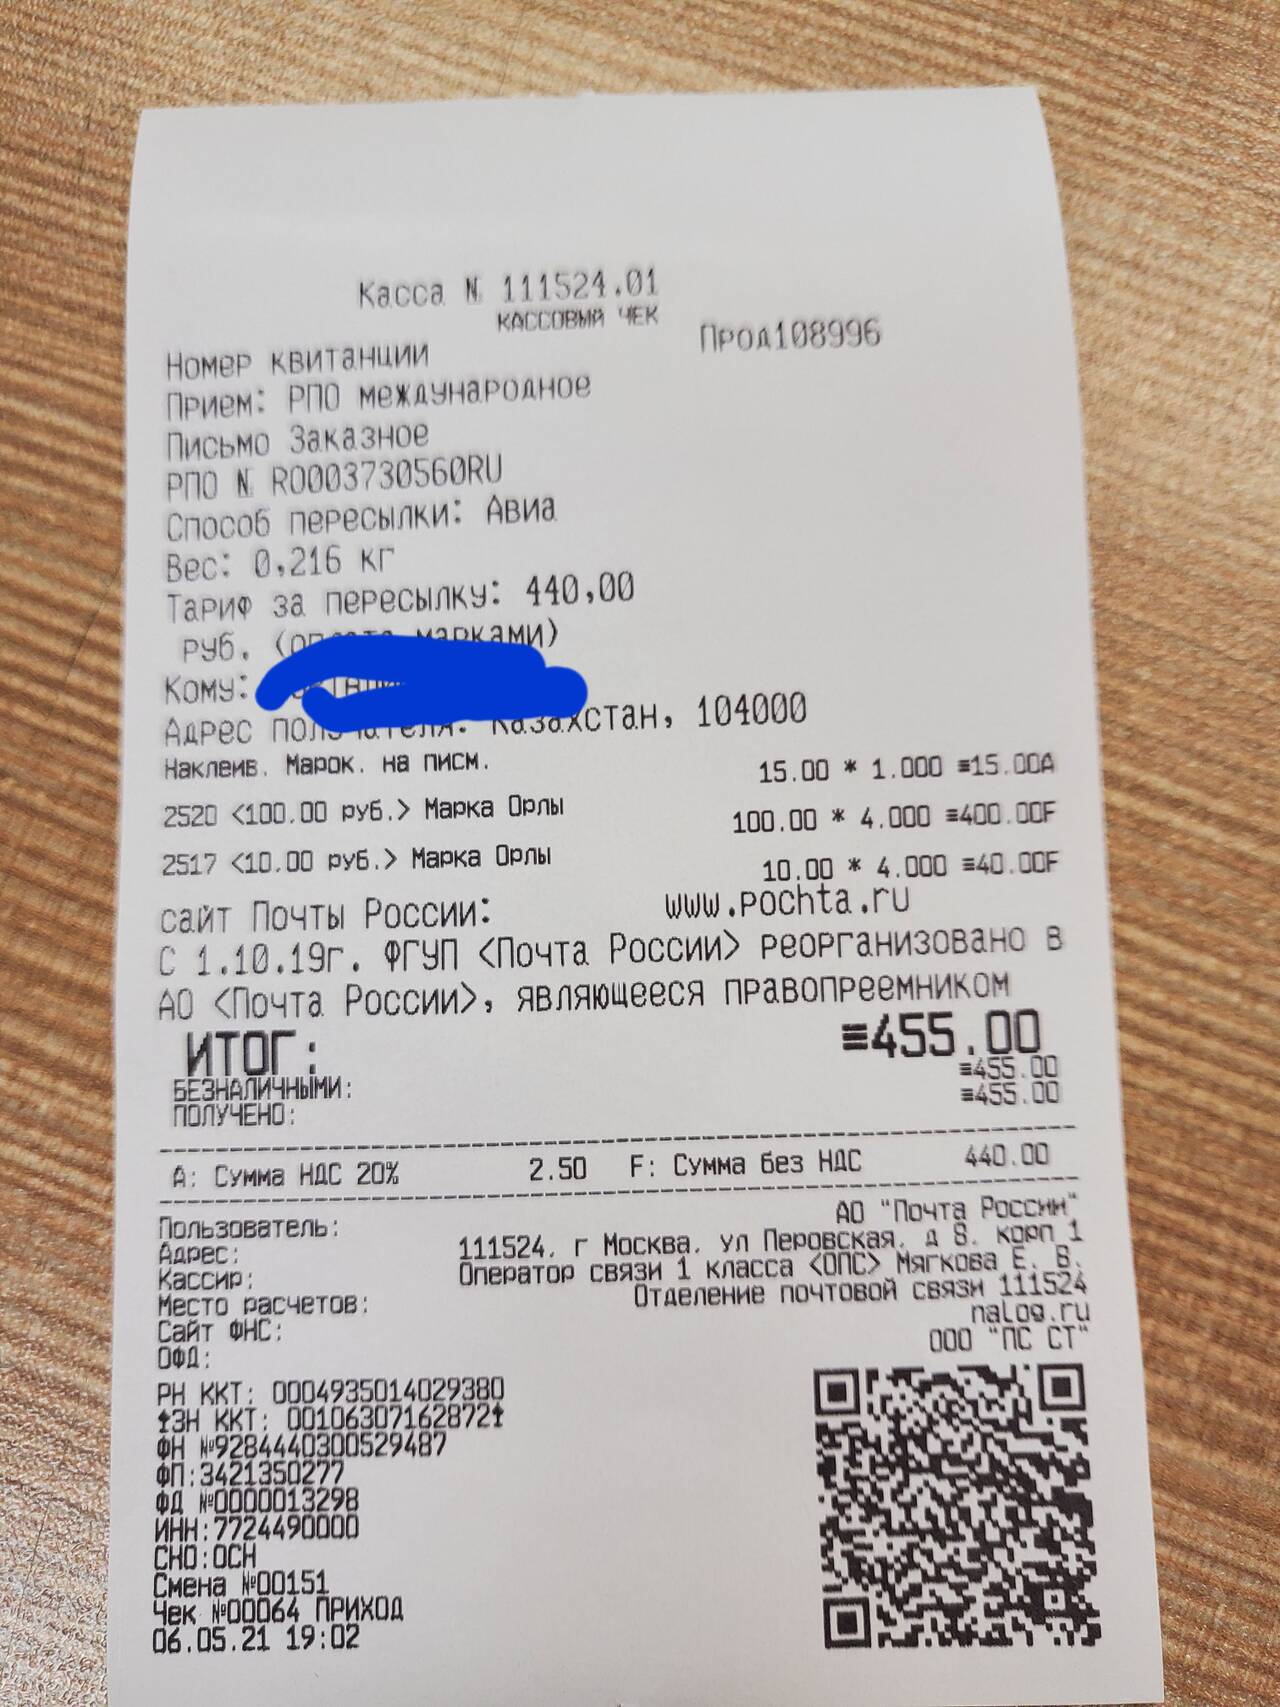 Касса № 111524.01
КАССОВЫЙ ЧЕК
Номер квитанции Прод108996
Прием: РПО международное
Письмо Заказное
РПО № RO003730560RU
Способ пересылки: Авиа
Вес: 0,216 кг
Тариф за пересылку: 440,00
руб. (оплата марками)
Кому:
Адрес получателя: Казахстан, 104000
Наклеив. Марок. на писм. 15.00 * 1.000 ≡15.00А
2520 <100.00 руб.> Марка Орлы 100.00 * 4.000 ≡400.00F
2517 <10.00 руб.> Марка Орлы 10.00 * 4.000 ≡40.00F
сайт Почты России: www.pochta.ru
С 1.10.19г. ФГУП <Почта России> реорганизовано в
АО <Почта России>, являющееся правопреемником
ИТОГ: ≡455.00
БЕЗНАЛИЧНЫМИ: ≡455.00
ПОЛУЧЕНО: ≡455.00
А: Сумма НДС 20% 2.50 F: Сумма без НДС 440.00
Пользователь: АО "Почта России"
Адрес: 111524, г Москва, ул Перовская, д 8, корп 1
Кассир: Оператор связи 1 класса <ОПС> Мягкова Е. В.
Место расчетов: Отделение почтовой связи 111524
Сайт ФНС: nalog.ru
ОФД: ООО "ПС СТ"
РН ККТ: 0004935014029380
↥ЗН ККТ: 00106307162872↥
ФН №9284440300529487
ФП:3421350277
ФД №0000013298
ИНН:7724490000
СНО:ОСН
Смена №00151
Чек №00064 ПРИХОД
06.05.21 19:02